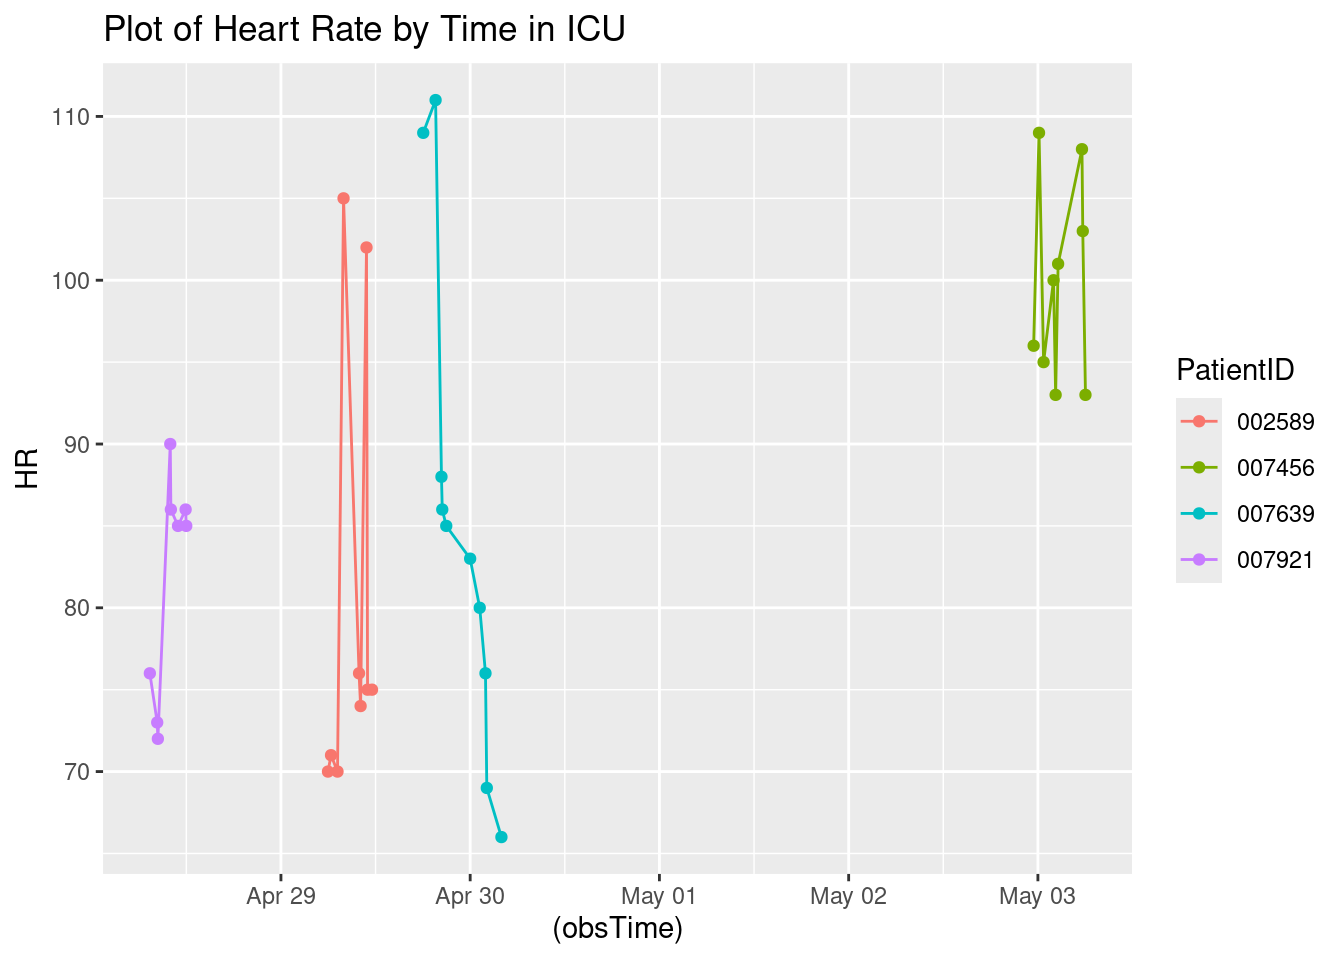 Plot of Heart Rate by Time in ICU
110
100
90
80
70
HR
Apr 29
Apr 30
May 01
May 02
May 03
(obsTime)
PatientID
002589
007456
007639
007921